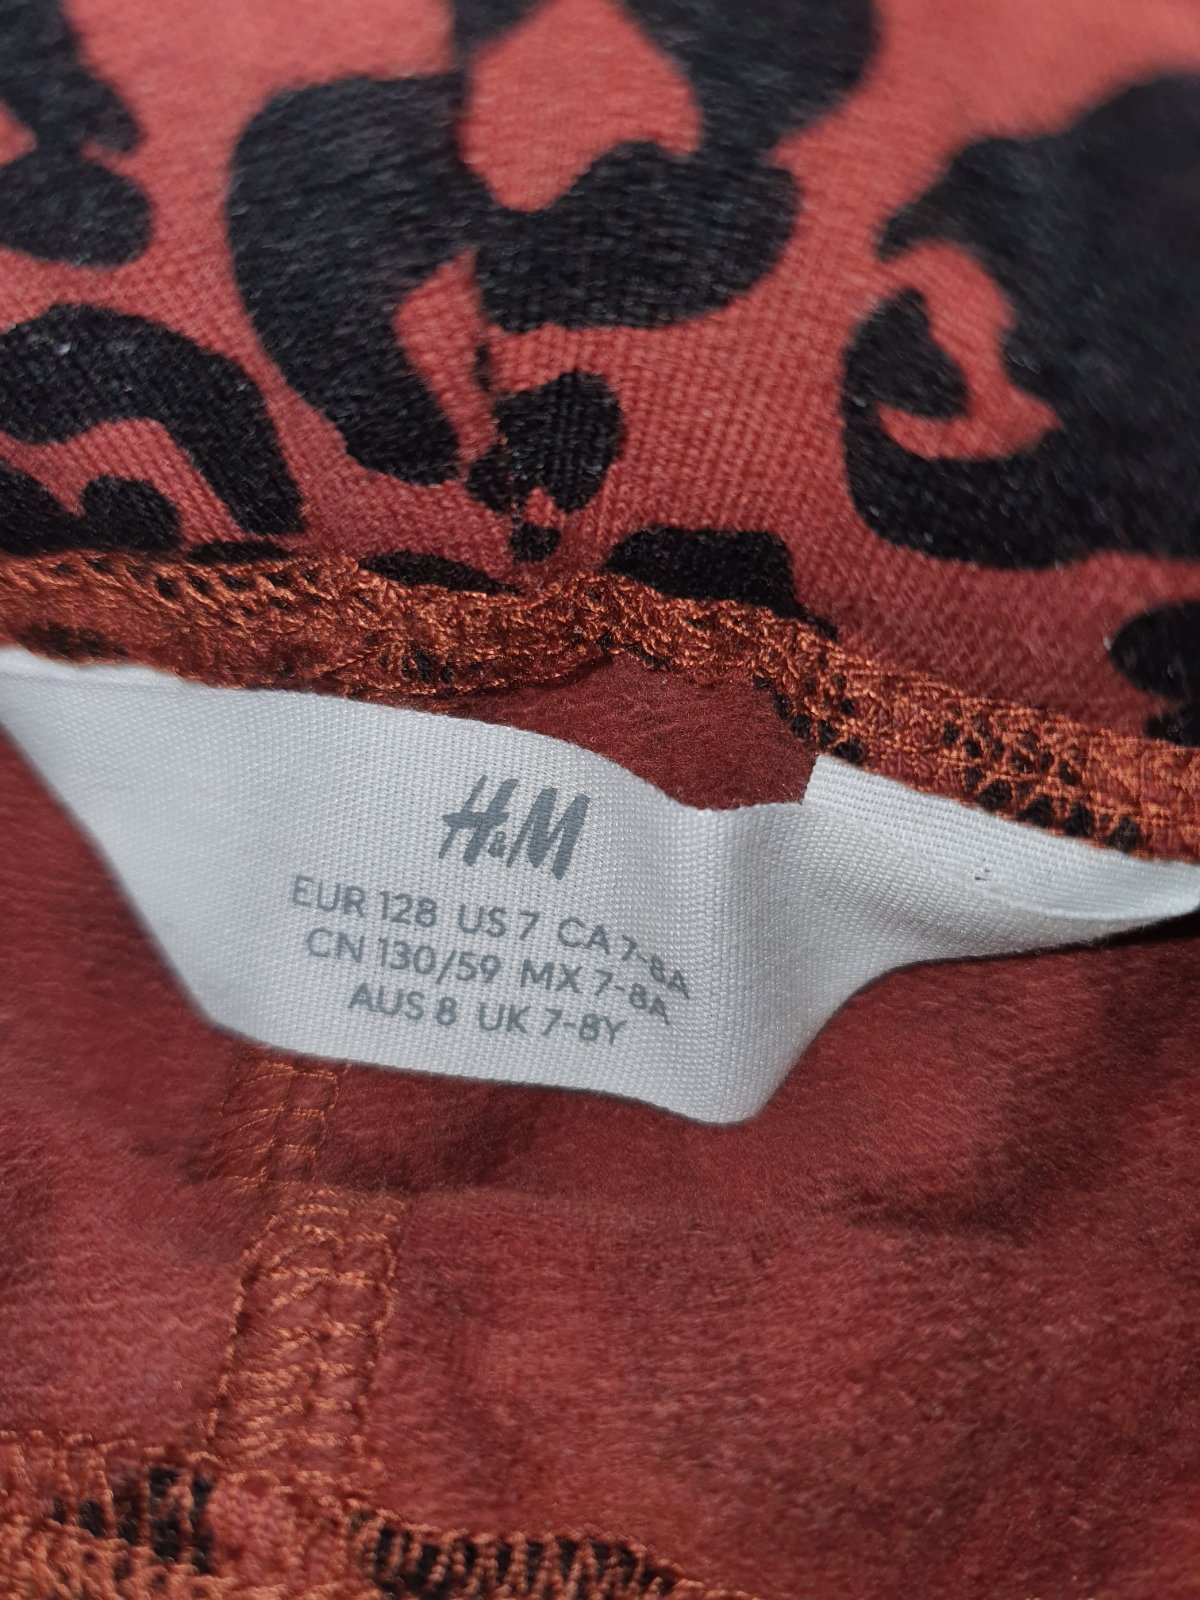 H&M
EUR 128 US 7 CA 7-8A
CN 130/59 MX 7-8A
AUS 8 UK 7-8Y